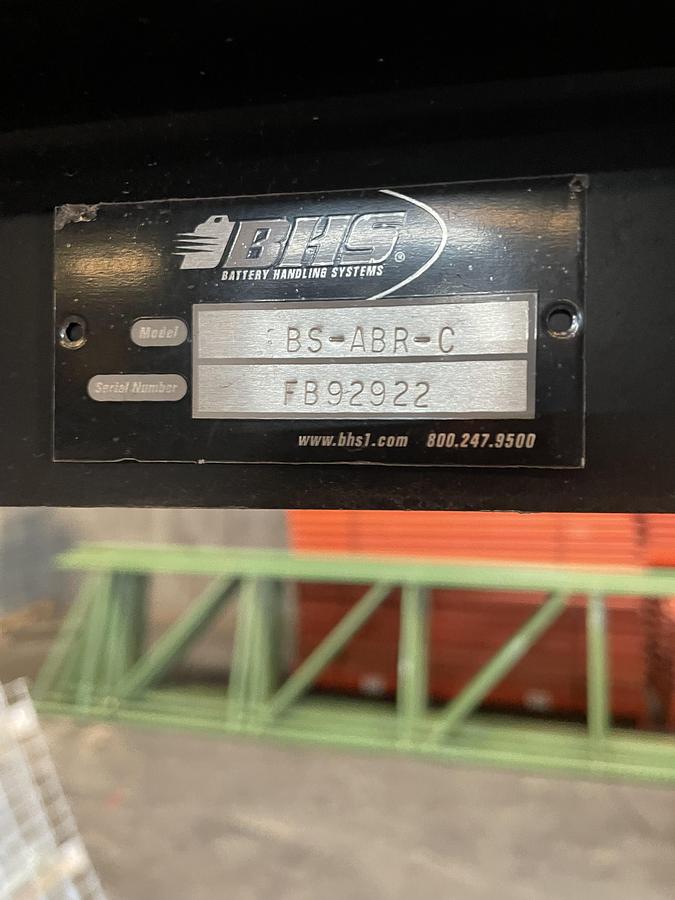 BHS®
BATTERY HANDLING SYSTEMS
Model BS-ABR-C
Serial Number FB92922
www.bhs1.com 800.247.9500